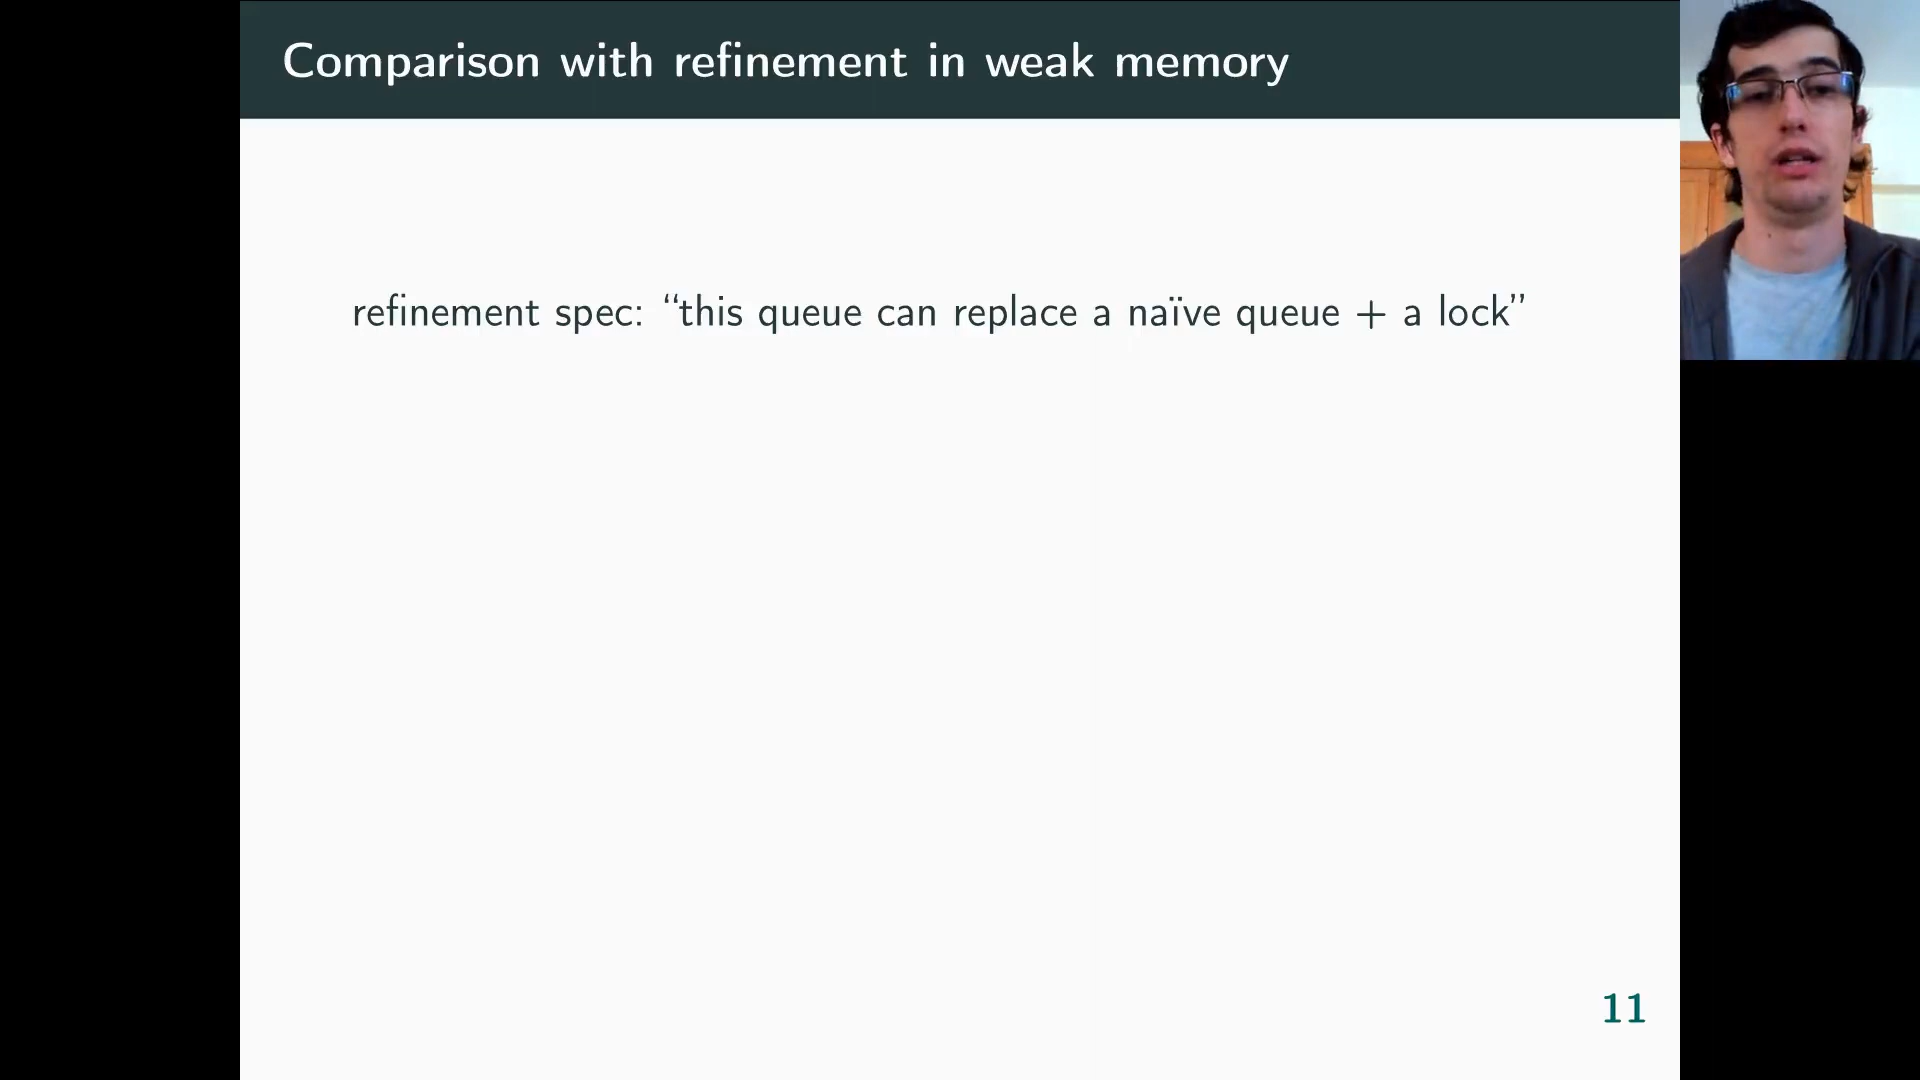 Comparison with refinement in weak memory
refinement spec: “this queue can replace a naïve queue + a lock”
11